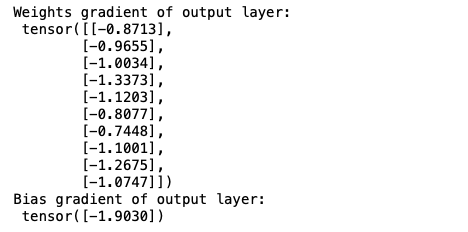 Weights gradient of output layer:
tensor([[-0.8713],
[-0.9655],
[-1.0034],
[-1.3373],
[-1.1203],
[-0.8077],
[-0.7448],
[-1.1001],
[-1.2675],
[-1.0747]])
Bias gradient of output layer:
tensor([-1.9030])